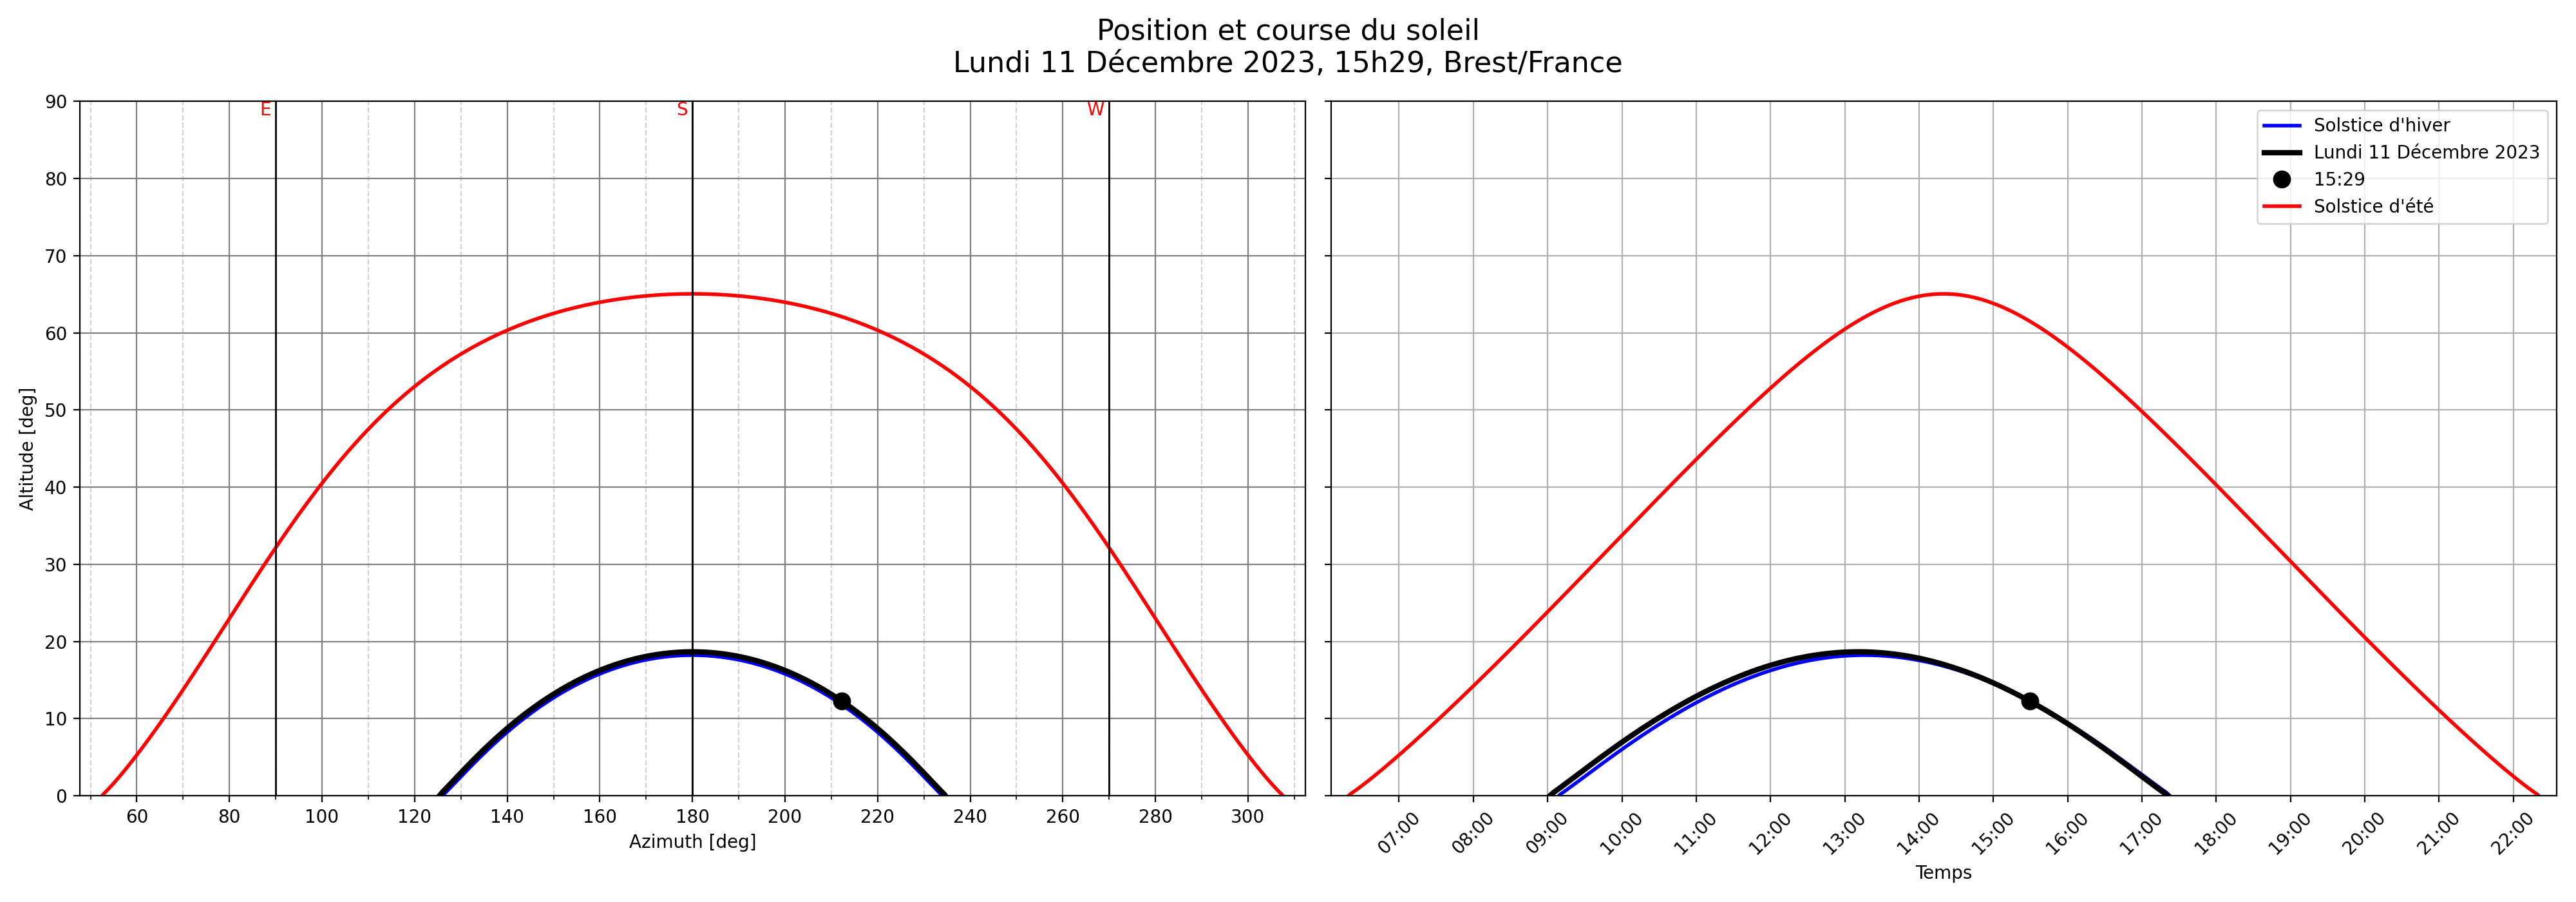 Position et course du soleil
Lundi 11 Décembre 2023, 15h29, Brest/France
E
S
W
90
80
70
60
50
40
30
20
10
0
Altitude [deg]
60 80 100 120 140 160 180 200 220 240 260 280 300
Azimuth [deg]
Solstice d'hiver
Lundi 11 Décembre 2023
15:29
Solstice d'été
07:00 08:00 09:00 10:00 11:00 12:00 13:00 14:00 15:00 16:00 17:00 18:00 19:00 20:00 21:00 22:00
Temps